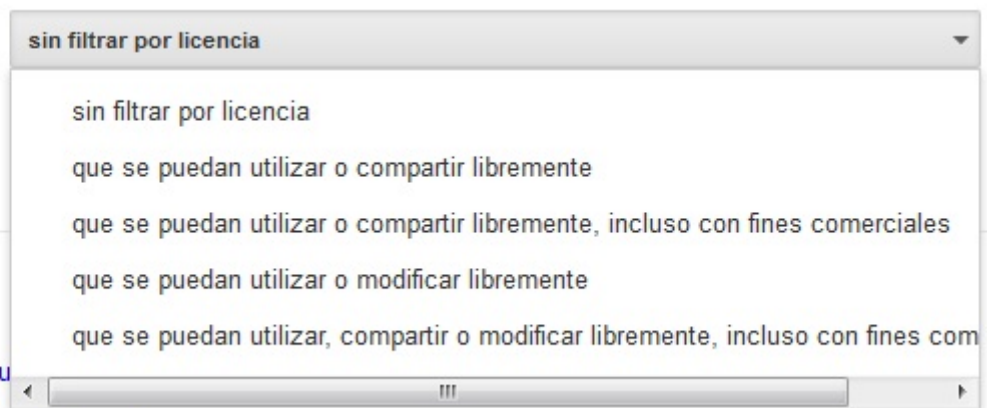 sin filtrar por licencia
sin filtrar por licencia
que se puedan utilizar o compartir libremente
que se puedan utilizar o compartir libremente, incluso con fines comerciales
que se puedan utilizar o modificar libremente
que se puedan utilizar, compartir o modificar libremente, incluso con fines com
u